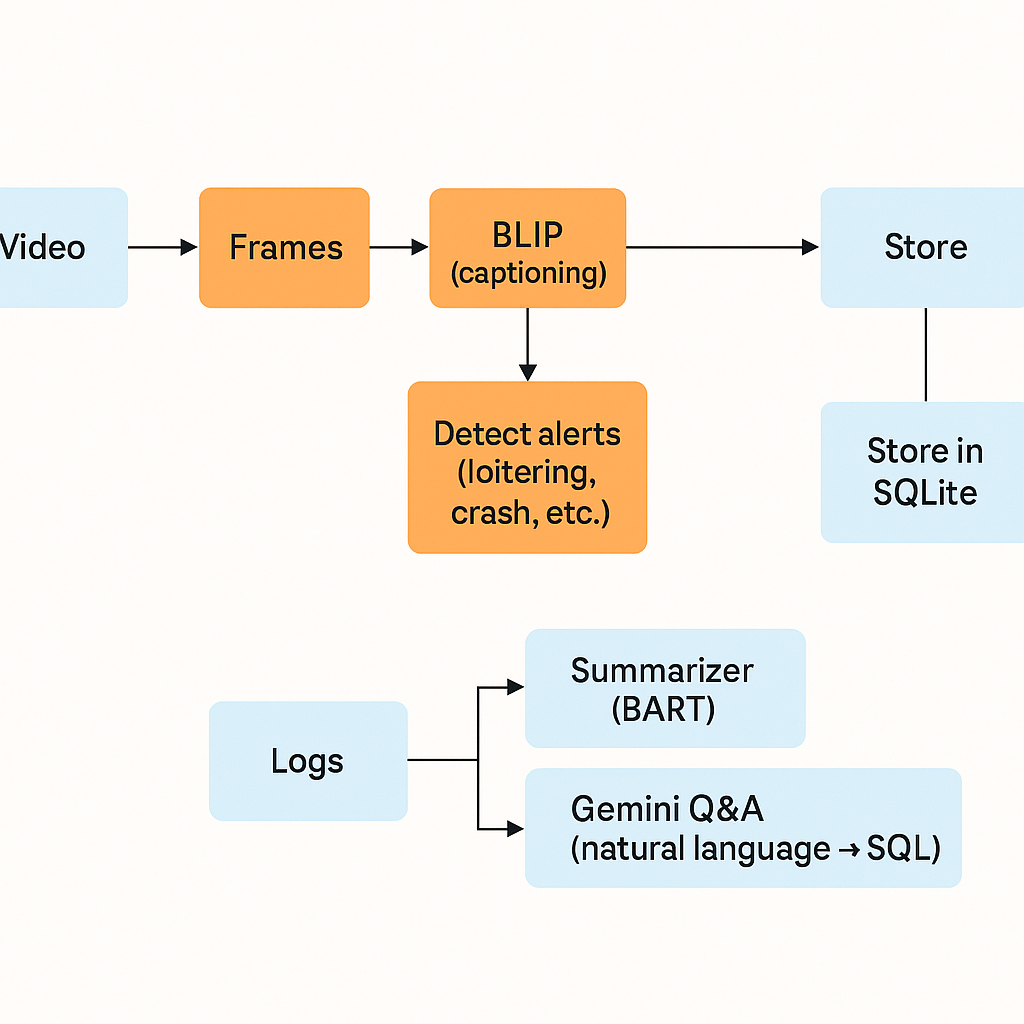 Video
Frames
BLIP
(captioning)
Store
Detect alerts
(loitering,
crash, etc.)
Store in
SQLite
Summarizer
(BART)
Logs
Gemini Q&A
(natural language → SQL)